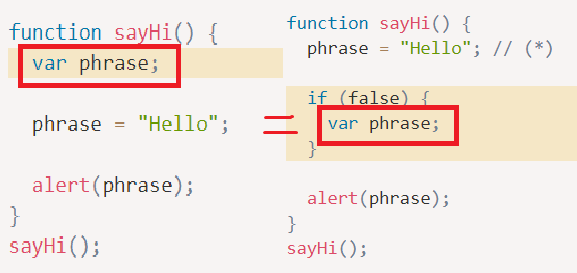 function sayHi() {
var phrase;
phrase = "Hello";
alert(phrase);
}
sayHi();
=
function sayHi() {
phrase = "Hello"; // (*)
if (false) {
var phrase;
}
alert(phrase);
}
sayHi();